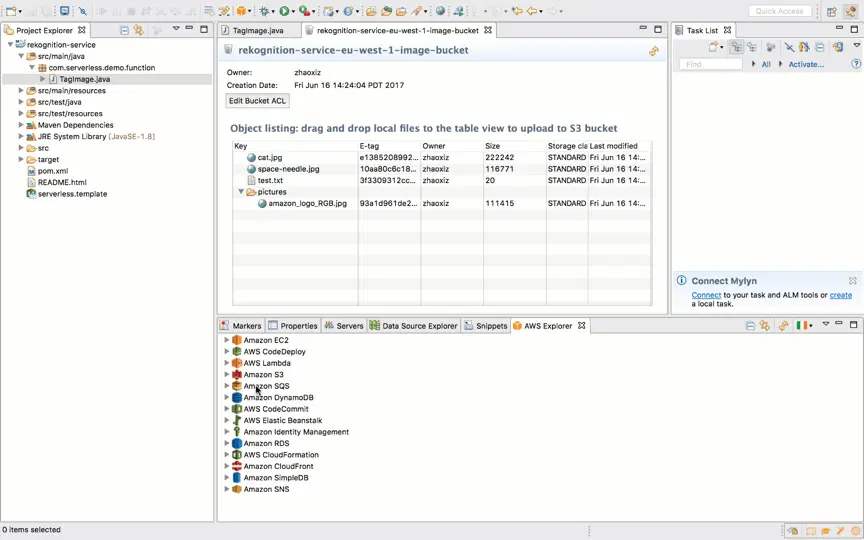 Quick Access
Project Explorer
rekognition-service
src/main/java
com.serverless.demo.function
TagImage.java
src/main/resources
src/test/java
src/test/resources
Maven Dependencies
JRE System Library [JavaSE-1.8]
src
target
pom.xml
README.html
serverless.template
TagImage.java
rekognition-service-eu-west-1-image-bucket
rekognition-service-eu-west-1-image-bucket
Owner: zhaoxiz
Creation Date: Fri Jun 16 14:24:04 PDT 2017
Edit Bucket ACL
Object listing: drag and drop local files to the table view to upload to S3 bucket
Key E-tag Owner Size Storage cla Last modified
cat.jpg e1385208992... zhaoxiz 222242 STANDARD Fri Jun 16 14:...
space-needle.jpg 10aa80c6c18... zhaoxiz 116771 STANDARD Fri Jun 16 14:...
test.txt 3f3309312cc... zhaoxiz 20 STANDARD Fri Jun 16 14:...
pictures
amazon_logo_RGB.jpg 93a1d961de2... zhaoxiz 111415 STANDARD Fri Jun 16 14:...
Task List
Find All Activate...
Connect Mylyn
Connect to your task and ALM tools or create
a local task.
Markers Properties Servers Data Source Explorer Snippets AWS Explorer
Amazon EC2
AWS CodeDeploy
AWS Lambda
Amazon S3
Amazon SQS
Amazon DynamoDB
AWS CodeCommit
AWS Elastic Beanstalk
Amazon Identity Management
Amazon RDS
AWS CloudFormation
Amazon CloudFront
Amazon SimpleDB
Amazon SNS
0 items selected